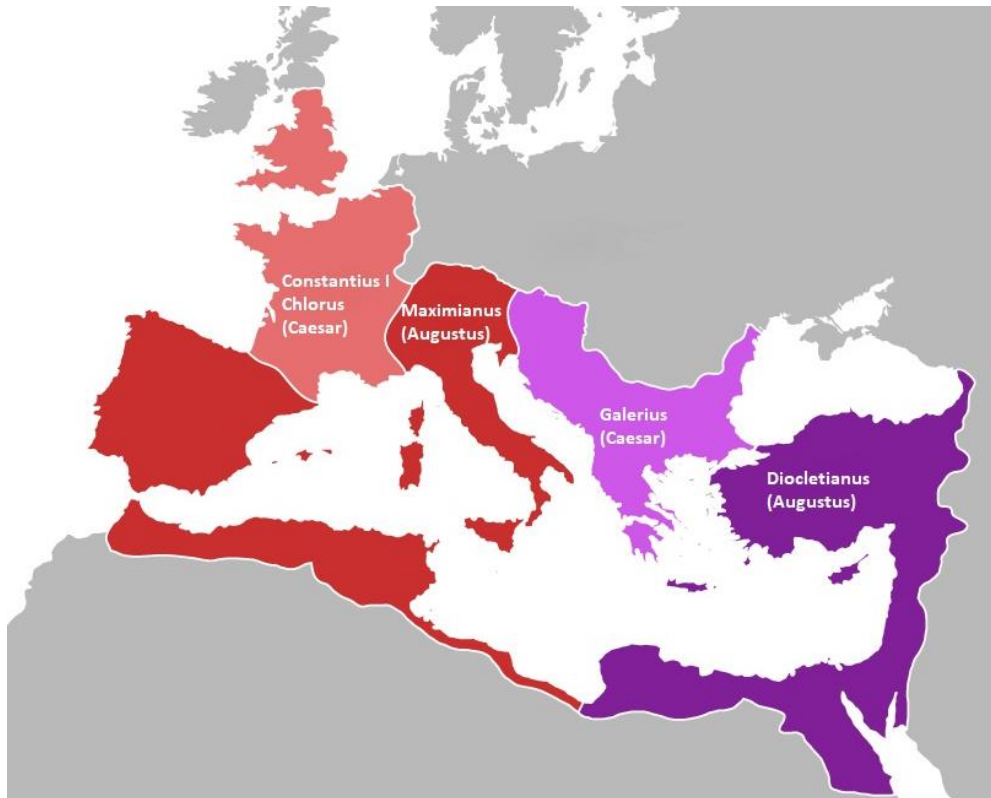 Constantius I
Chlorus
(Caesar)
Maximianus
(Augustus)
Galerius
(Caesar)
Diocletianus
(Augustus)